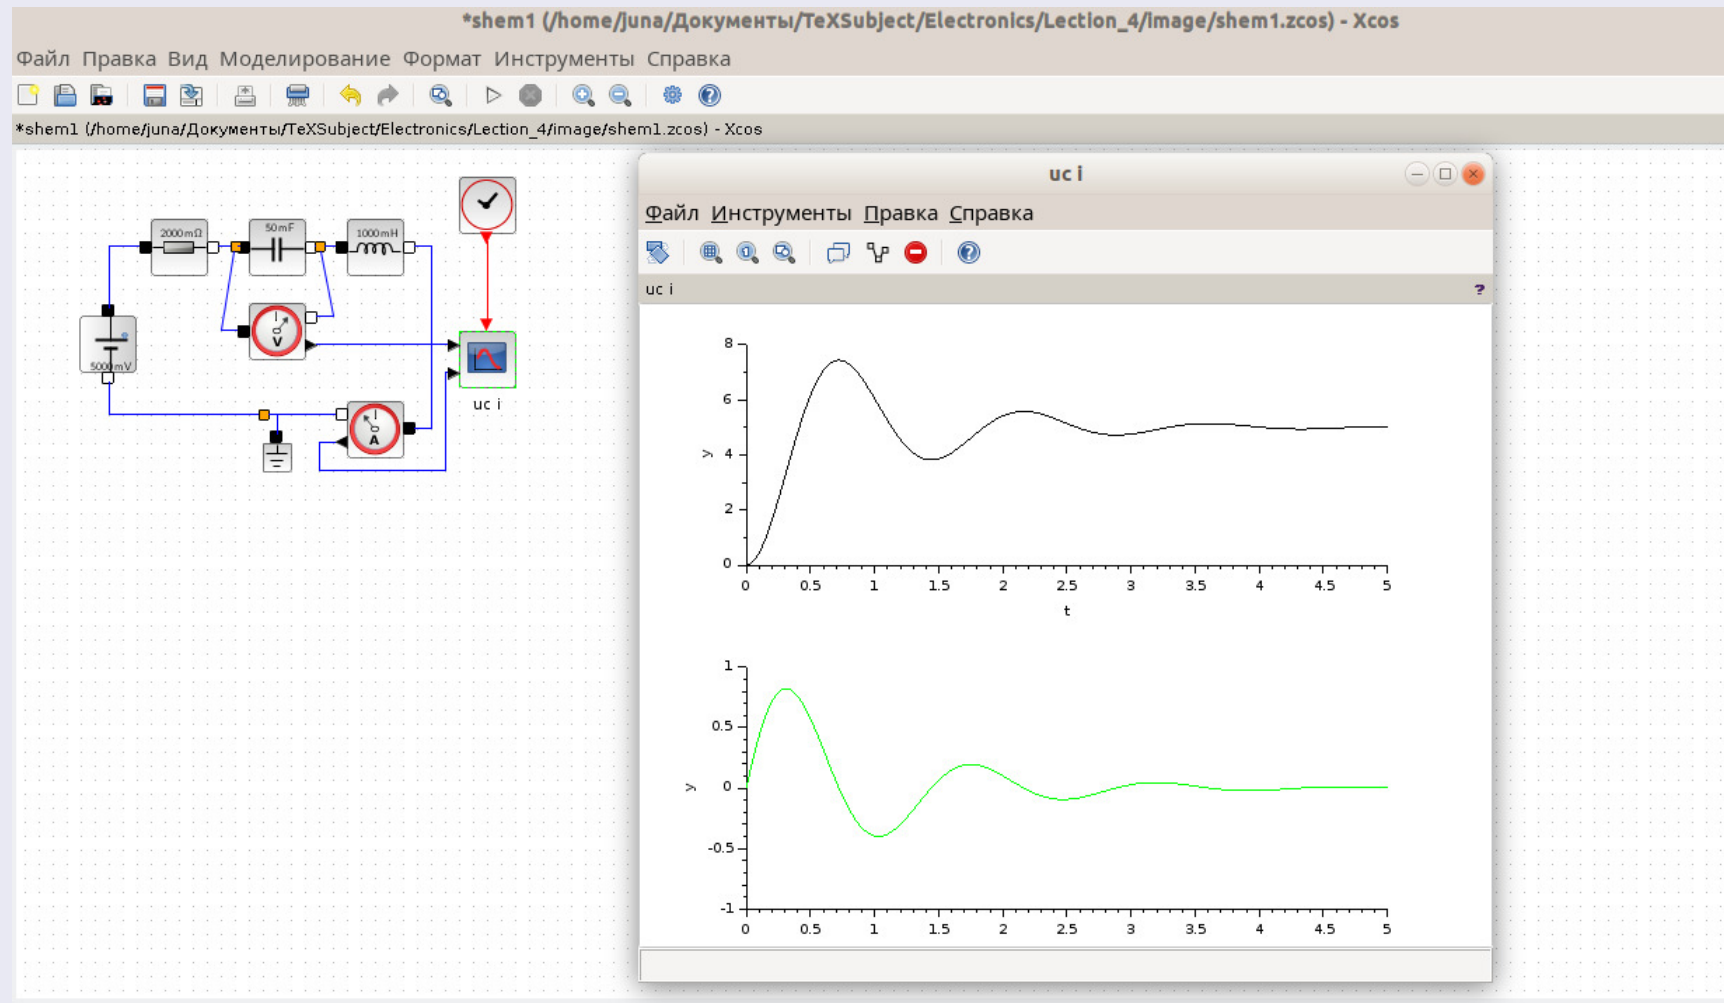 *shem1 (/home/juna/Документы/TeXSubject/Electronics/Lection_4/image/shem1.zcos) - Xcos
Файл Правка Вид Моделирование Формат Инструменты Справка
*shem1 (/home/juna/Документы/TeXSubject/Electronics/Lection_4/image/shem1.zcos) - Xcos
2000mΩ 50mF 1000mH
V
5000mV
uc i
A
uc i
Файл Инструменты Правка Справка
uc i ?
8
6
y 4
2
0
0 0.5 1 1.5 2 2.5 3 3.5 4 4.5 5
t
1
0.5
y 0
-0.5
-1
0 0.5 1 1.5 2 2.5 3 3.5 4 4.5 5